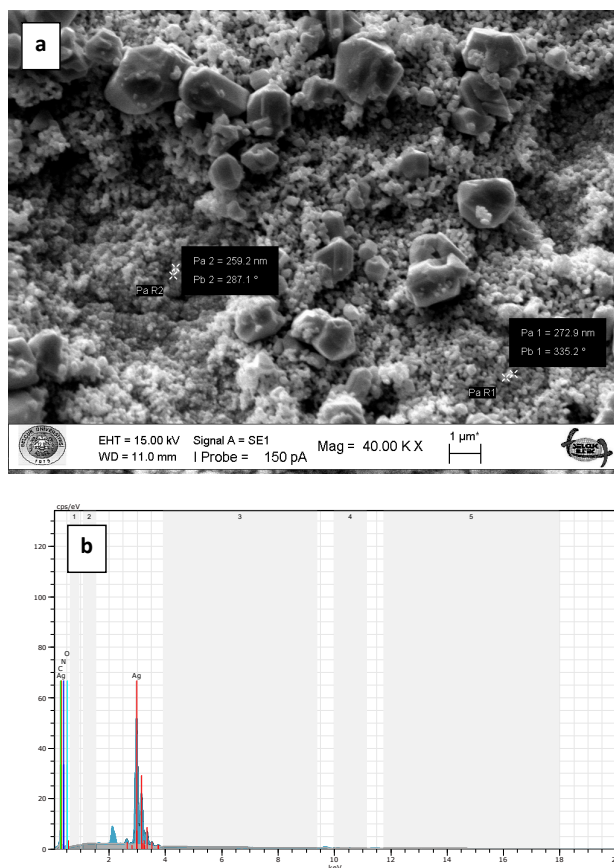 a
Pa 2 = 259.2 nm
Pb 2 = 287.1 °
Pa R2
Pa 1 = 272.9 nm
Pb 1 = 335.2 °
Pa R1
EHT = 15.00 kV
Signal A = SE1
Mag = 40.00 K X
1 µm*
WD = 11.0 mm
I Probe = 150 pA
1975
b
cps/eV
1 2 3 4 5
120
100
80
60
40
20
0
O
N
C
Ag
Ag
2 4 6 8 10 12 14 16 18
keV